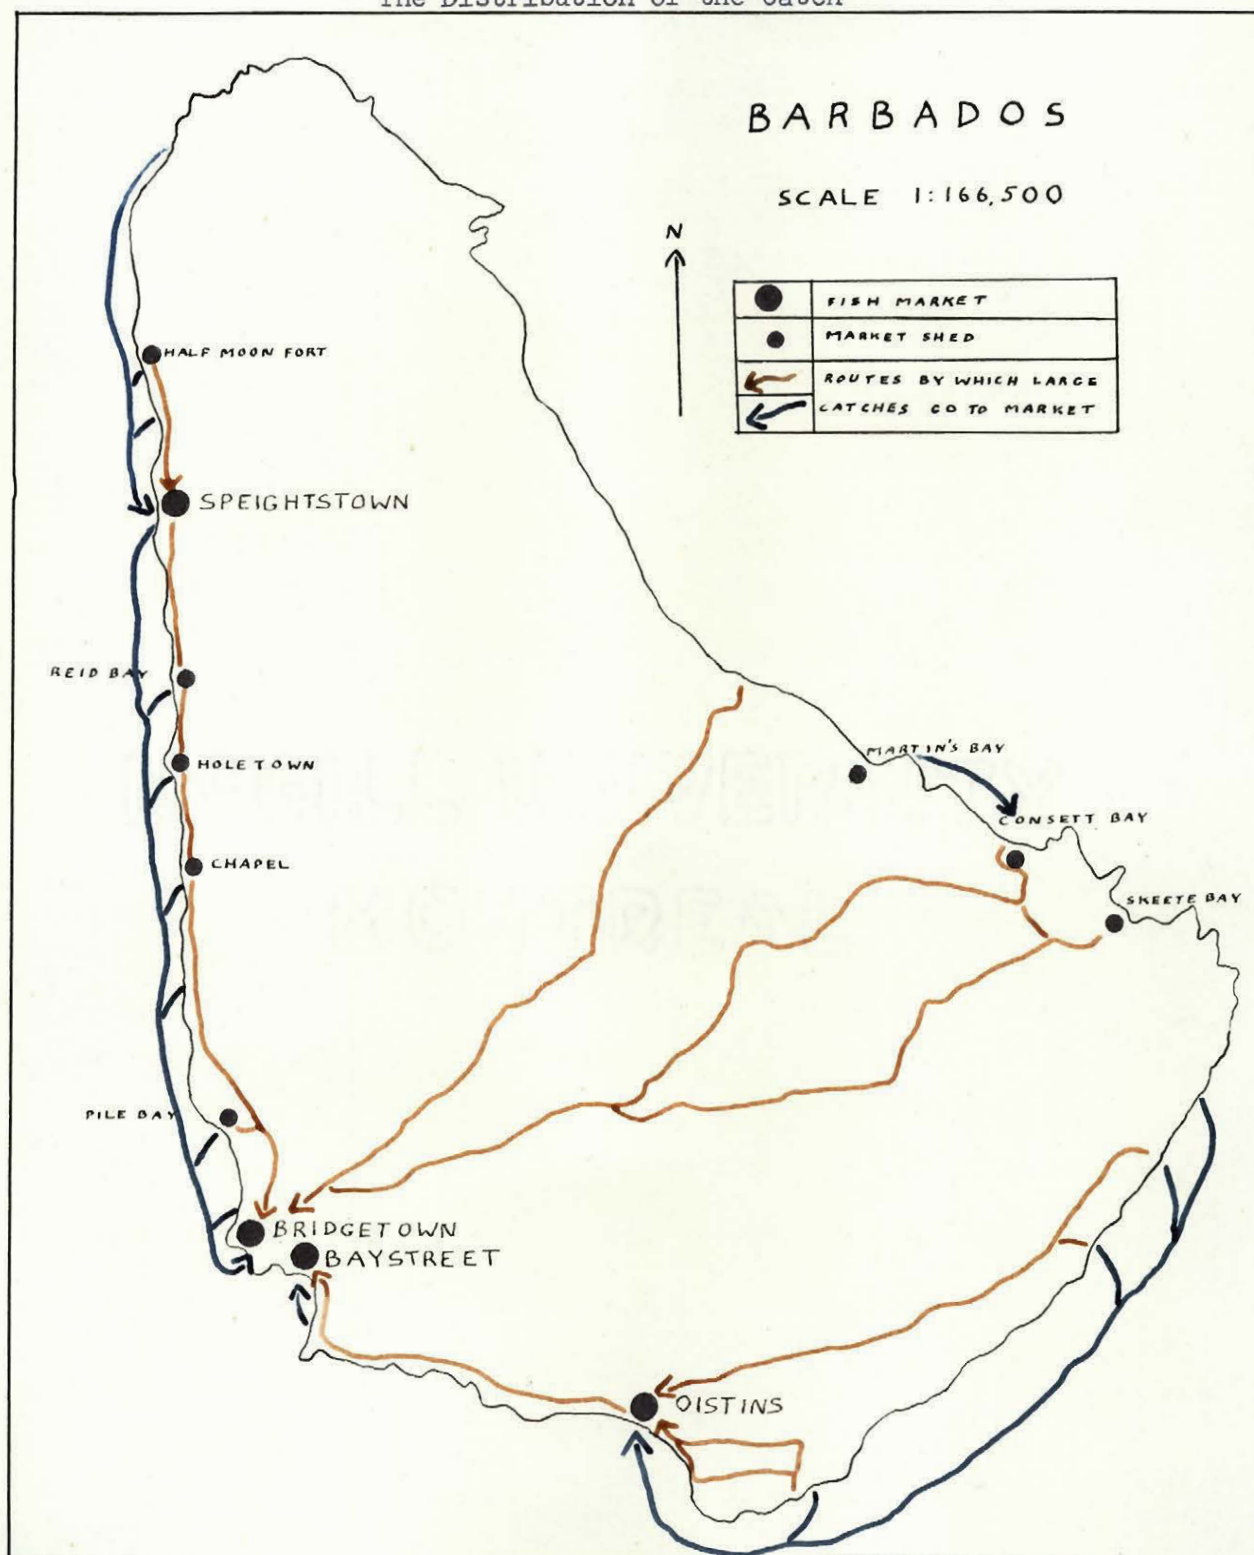 The Distribution of the Catch
BARBADOS
SCALE 1:166,500
N
FISH MARKET
MARKET SHED
ROUTES BY WHICH LARGE
CATCHES GO TO MARKET
HALF MOON FORT
SPEIGHTSTOWN
REID BAY
HOLETOWN
CHAPEL
MARTIN'S BAY
CONSETT BAY
SKEETE BAY
PILE BAY
BRIDGETOWN
BAYSTREET
OISTINS